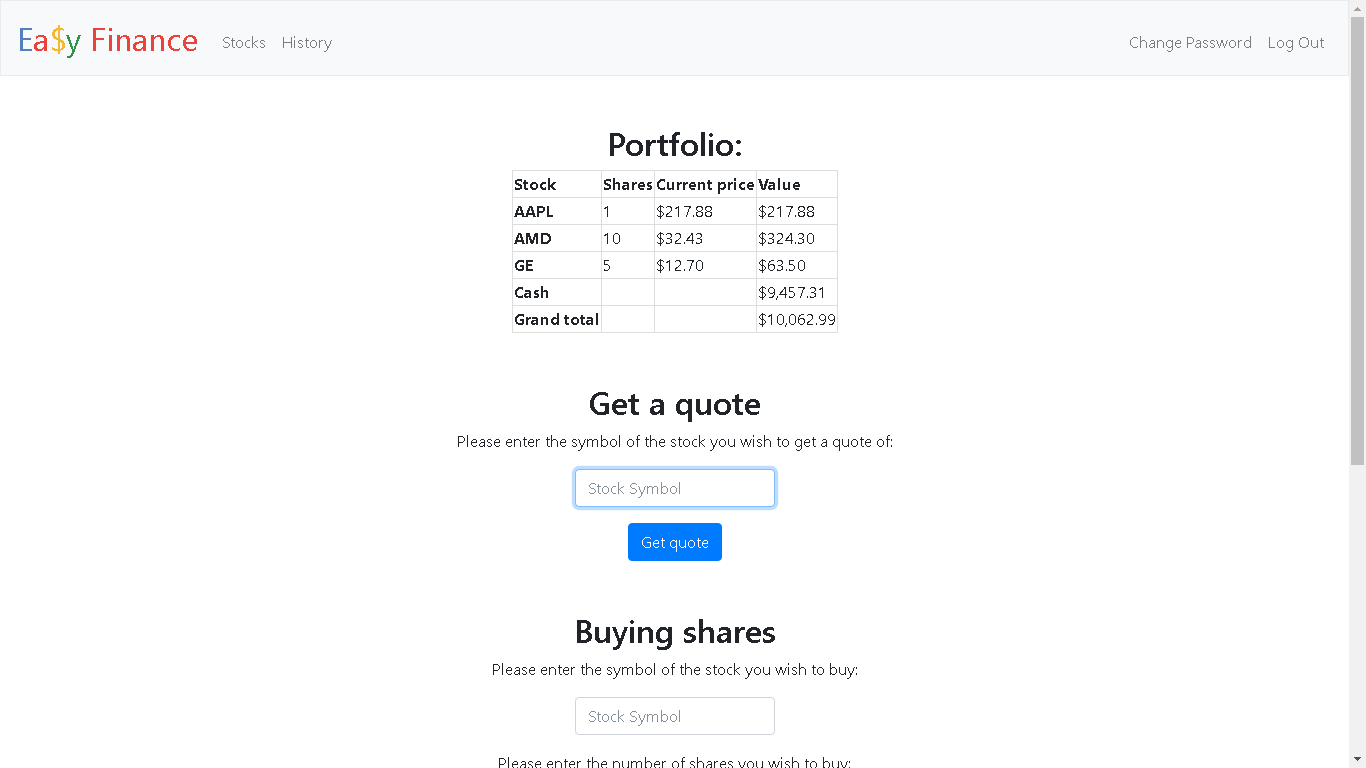 Ea$y Finance Stocks History Change Password Log Out
Portfolio:
Stock Shares Current price Value
AAPL 1 $217.88 $217.88
AMD 10 $32.43 $324.30
GE 5 $12.70 $63.50
Cash $9,457.31
Grand total $10,062.99
Get a quote
Please enter the symbol of the stock you wish to get a quote of:
Stock Symbol
Get quote
Buying shares
Please enter the symbol of the stock you wish to buy:
Stock Symbol
Please enter the number of shares you wish to buy: